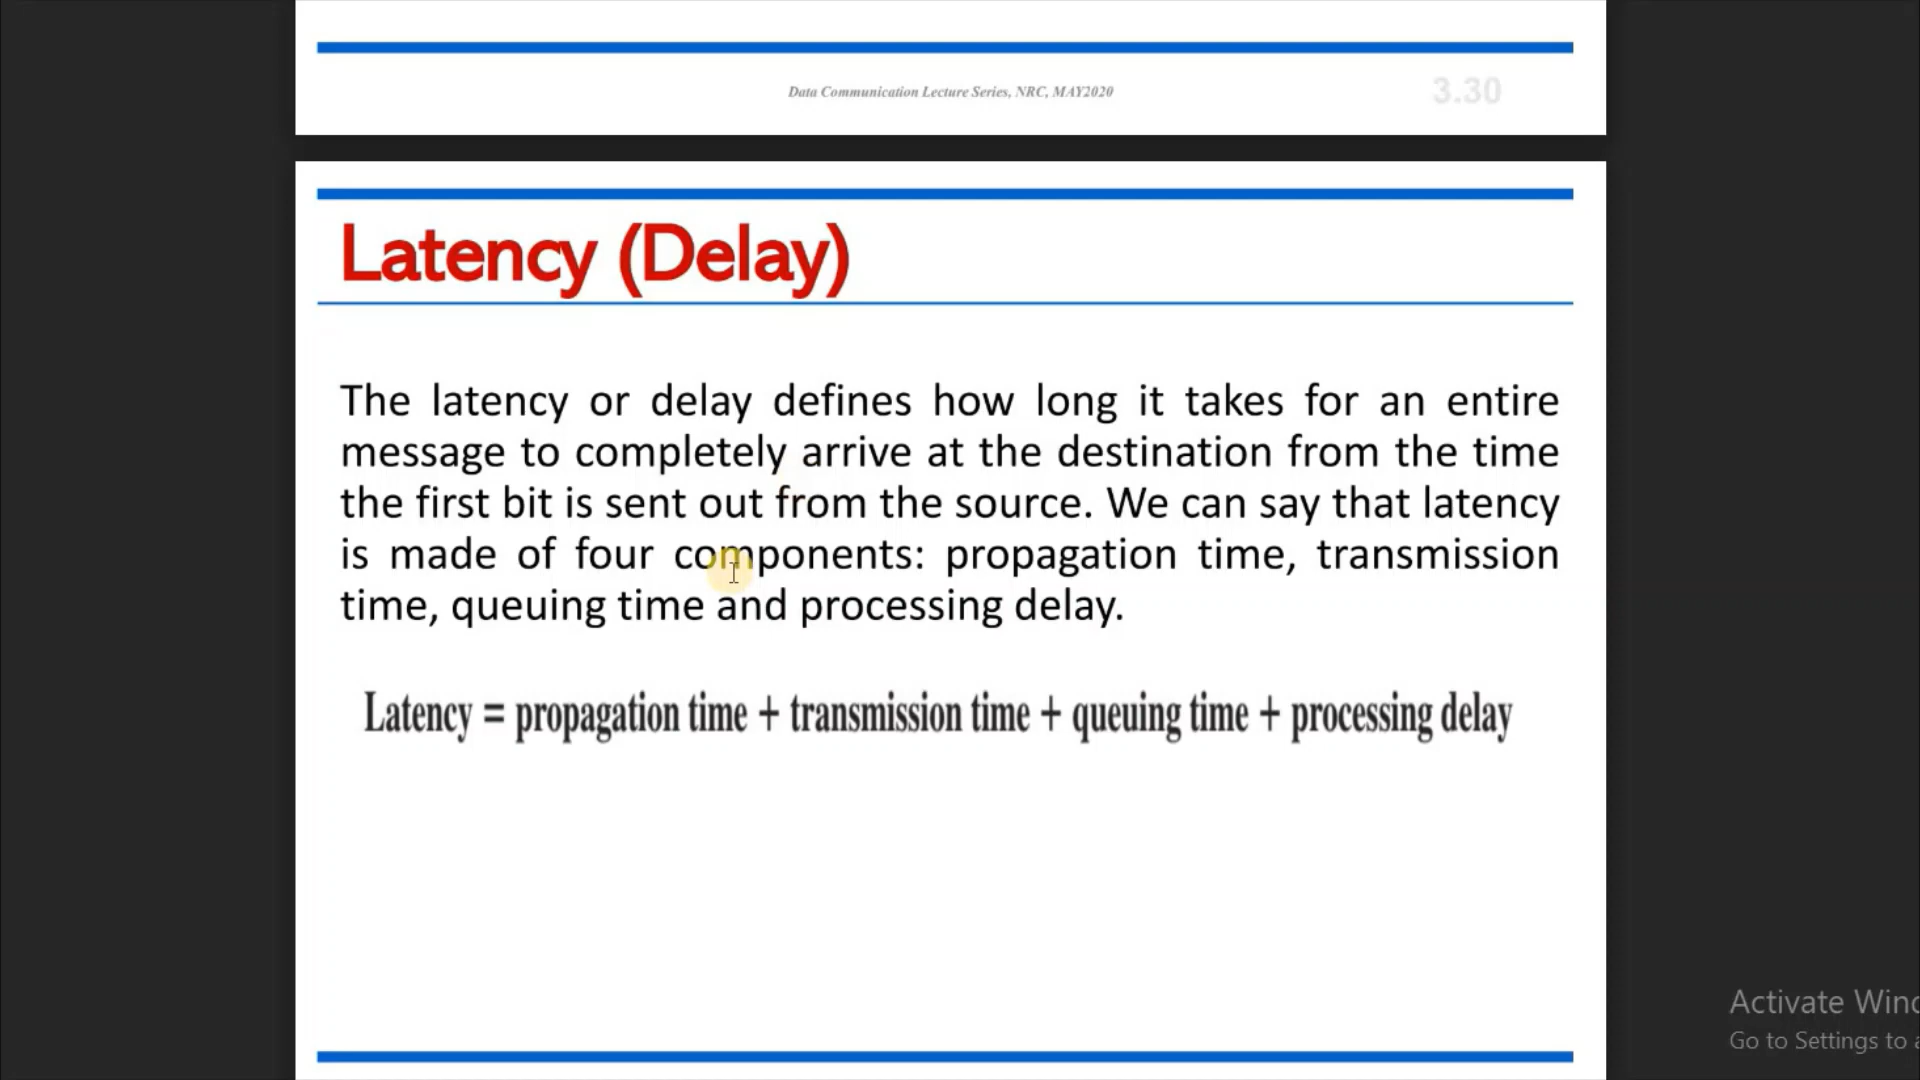 Data Communication Lecture Series, NRC, MAY2020
3.30
Latency (Delay)
The latency or delay defines how long it takes for an entire
message to completely arrive at the destination from the time
the first bit is sent out from the source. We can say that latency
is made of four components: propagation time, transmission
time, queuing time and processing delay.
Latency = propagation time + transmission time + queuing time + processing delay
Activate Wind
Go to Settings to a